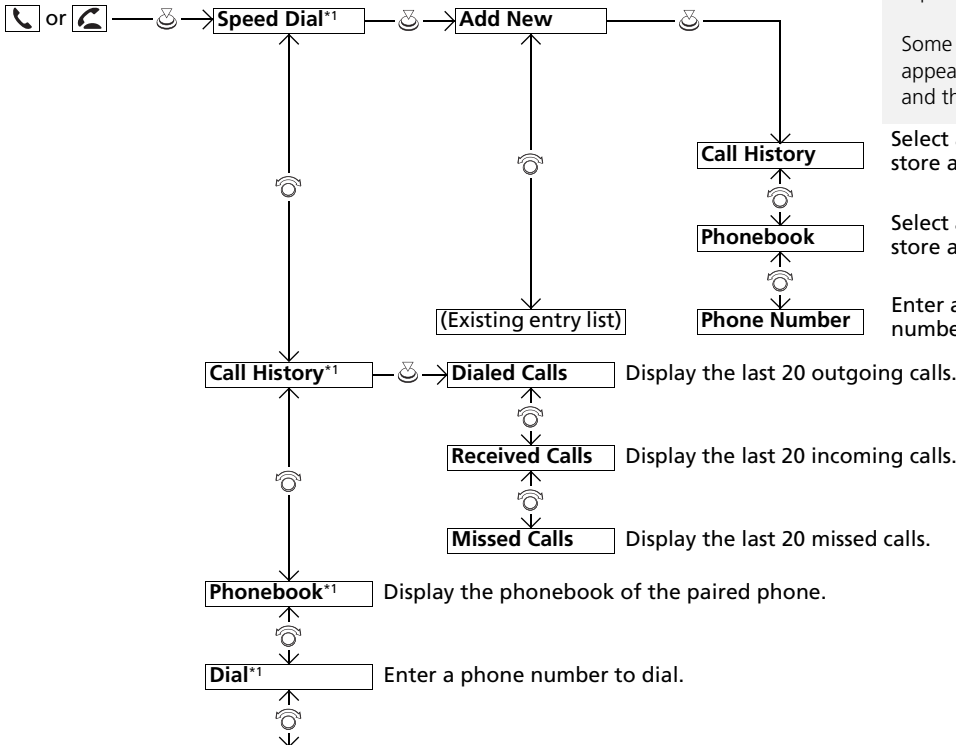 or
Speed Dial*1
Add New
Some
and th
Call History
Select
store a
Phonebook
Select
store a
(Existing entry list)
Phone Number
Enter a
Call History*1
Dialed Calls
Display the last 20 outgoing calls.
Received Calls
Display the last 20 incoming calls.
Missed Calls
Display the last 20 missed calls.
Phonebook*1
Display the phonebook of the paired phone.
Dial*1
Enter a phone number to dial.